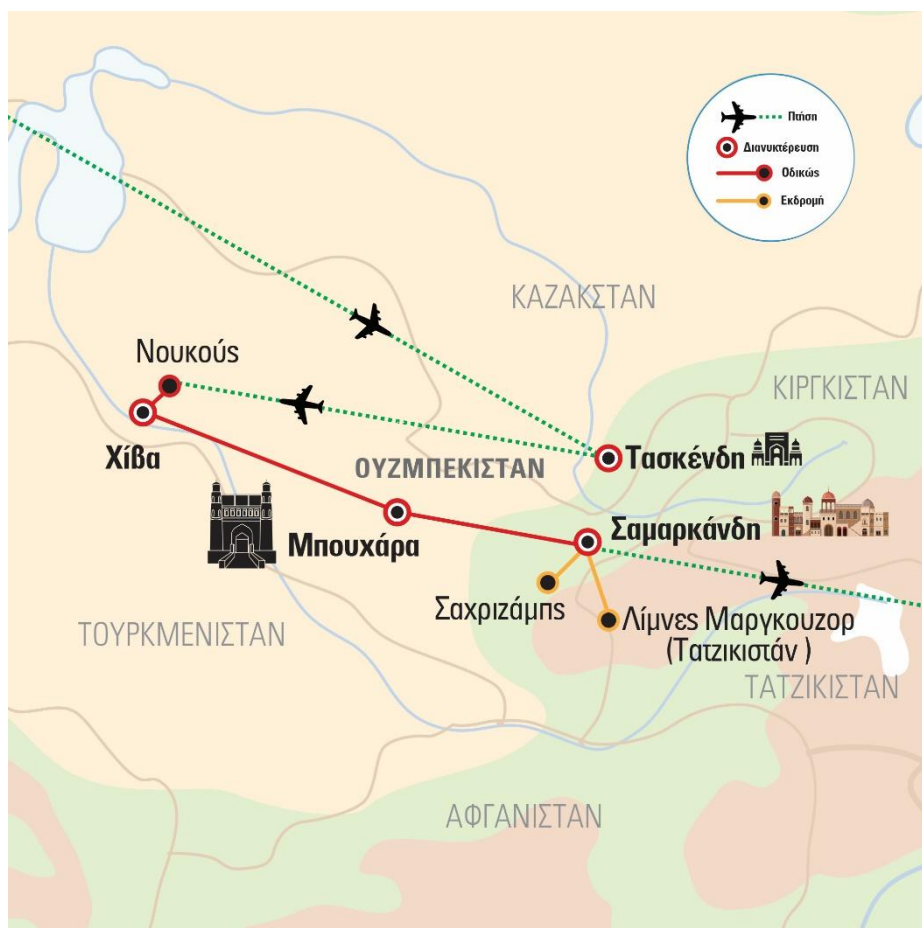 Πτήση
Διανυκτέρευση
Οδικώς
Εκδρομή
ΚΑΖΑΚΣΤΑΝ
Νουκούς
ΚΙΡΓΚΙΣΤΑΝ
Χίβα
ΟΥΖΜΠΕΚΙΣΤΑΝ
Τασκένδη
Μπουχάρα
Σαμαρκάνδη
Σαχριζάμπς
Λίμνες Μαργκουζορ
(Τατζικιστάν )
ΤΟΥΡΚΜΕΝΙΣΤΑΝ
ΤΑΤΖΙΚΙΣΤΑΝ
ΑΦΓΑΝΙΣΤΑΝ